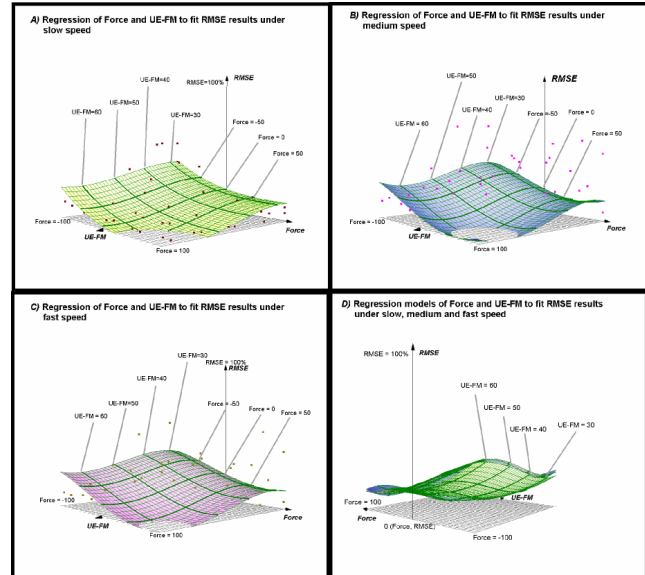 A) Regression of Force and UE-FM to fit RMSE results under
slow speed
UE-FM=40
RMSE=100%
RMSE
UE-FM=50
UE-FM=60
UE-FM=30
Force = -50
Force = 0
Force = 50
Force = -100
UE-FM
Force
Force = 100
B) Regression of Force and UE-FM to fit RMSE results under
medium speed
UE-FM=50
RMSE
UE-FM=30
UE-FM=40
Force=-50
Force = 0
Force = 50
UE-FM = 60
Force = -100
UE-FM
Force
Force = 100
C) Regression of Force and UE-FM to fit RMSE results under
fast speed
UE-FM=30
RMSE = 100%
RMSE
UE-FM=40
UE-FM=50
UE-FM = 60
Force = -50
Force = 0
Force = 50
Force = -100
UE-FM
Force
Force = 100
D) Regression models of Force and UE-FM to fit RMSE results
under slow, medium and fast speed
RMSE = 100%
RMSE
UE-FM = 60
UE-FM = 50
UE-FM = 40
UE-FM = 30
Force = 100
Force
0 (Force, RMSE)
UE-FM
Force = -100